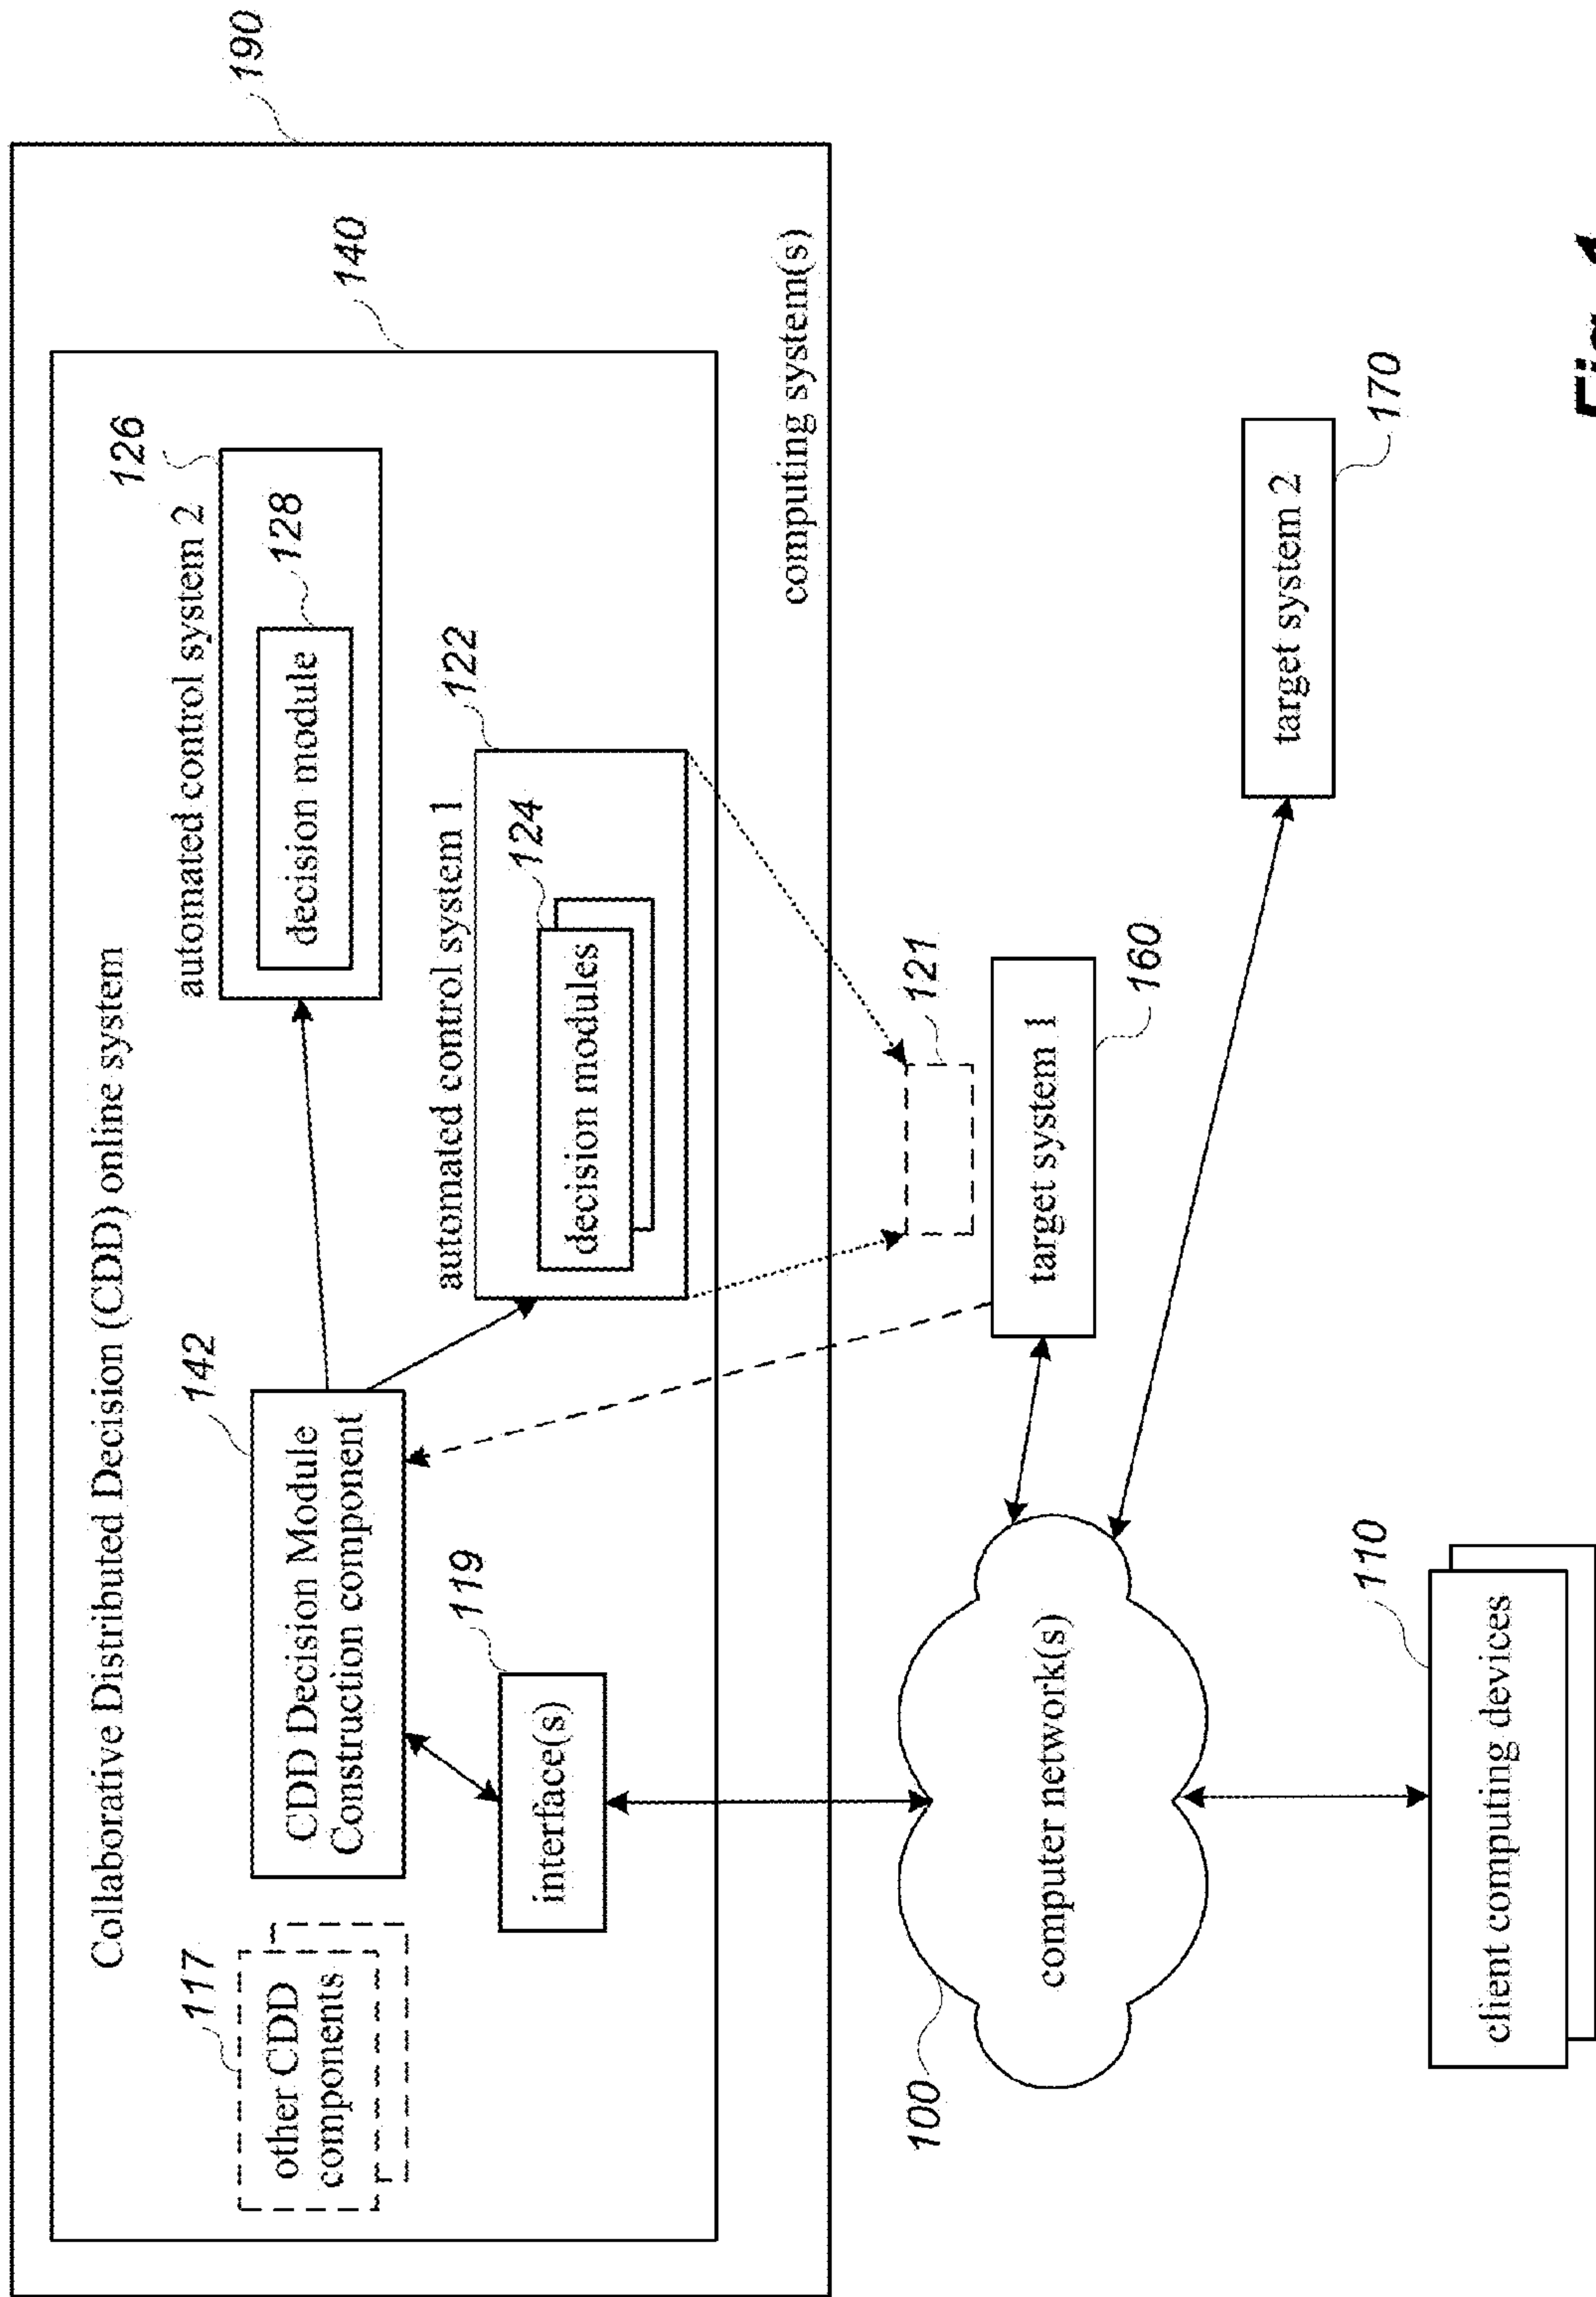 190
140
Collaborative Distributed Decision (CDD) online system
126
automated control system 2
128
decision module
142
CDD Decision Module
Construction component
117
other CDD
components
122
automated control system 1
124
decision modules
119
interface(s)
computing system(s)
121
100
computer network(s)
target system 1
160
target system 2
170
110
client computing devices